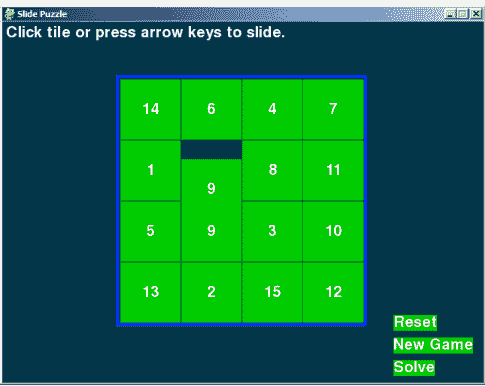 Slide Puzzle
Click tile or press arrow keys to slide.
14 6 4 7
1 8 11
9
5 9 3 10
13 2 15 12
Reset
New Game
Solve